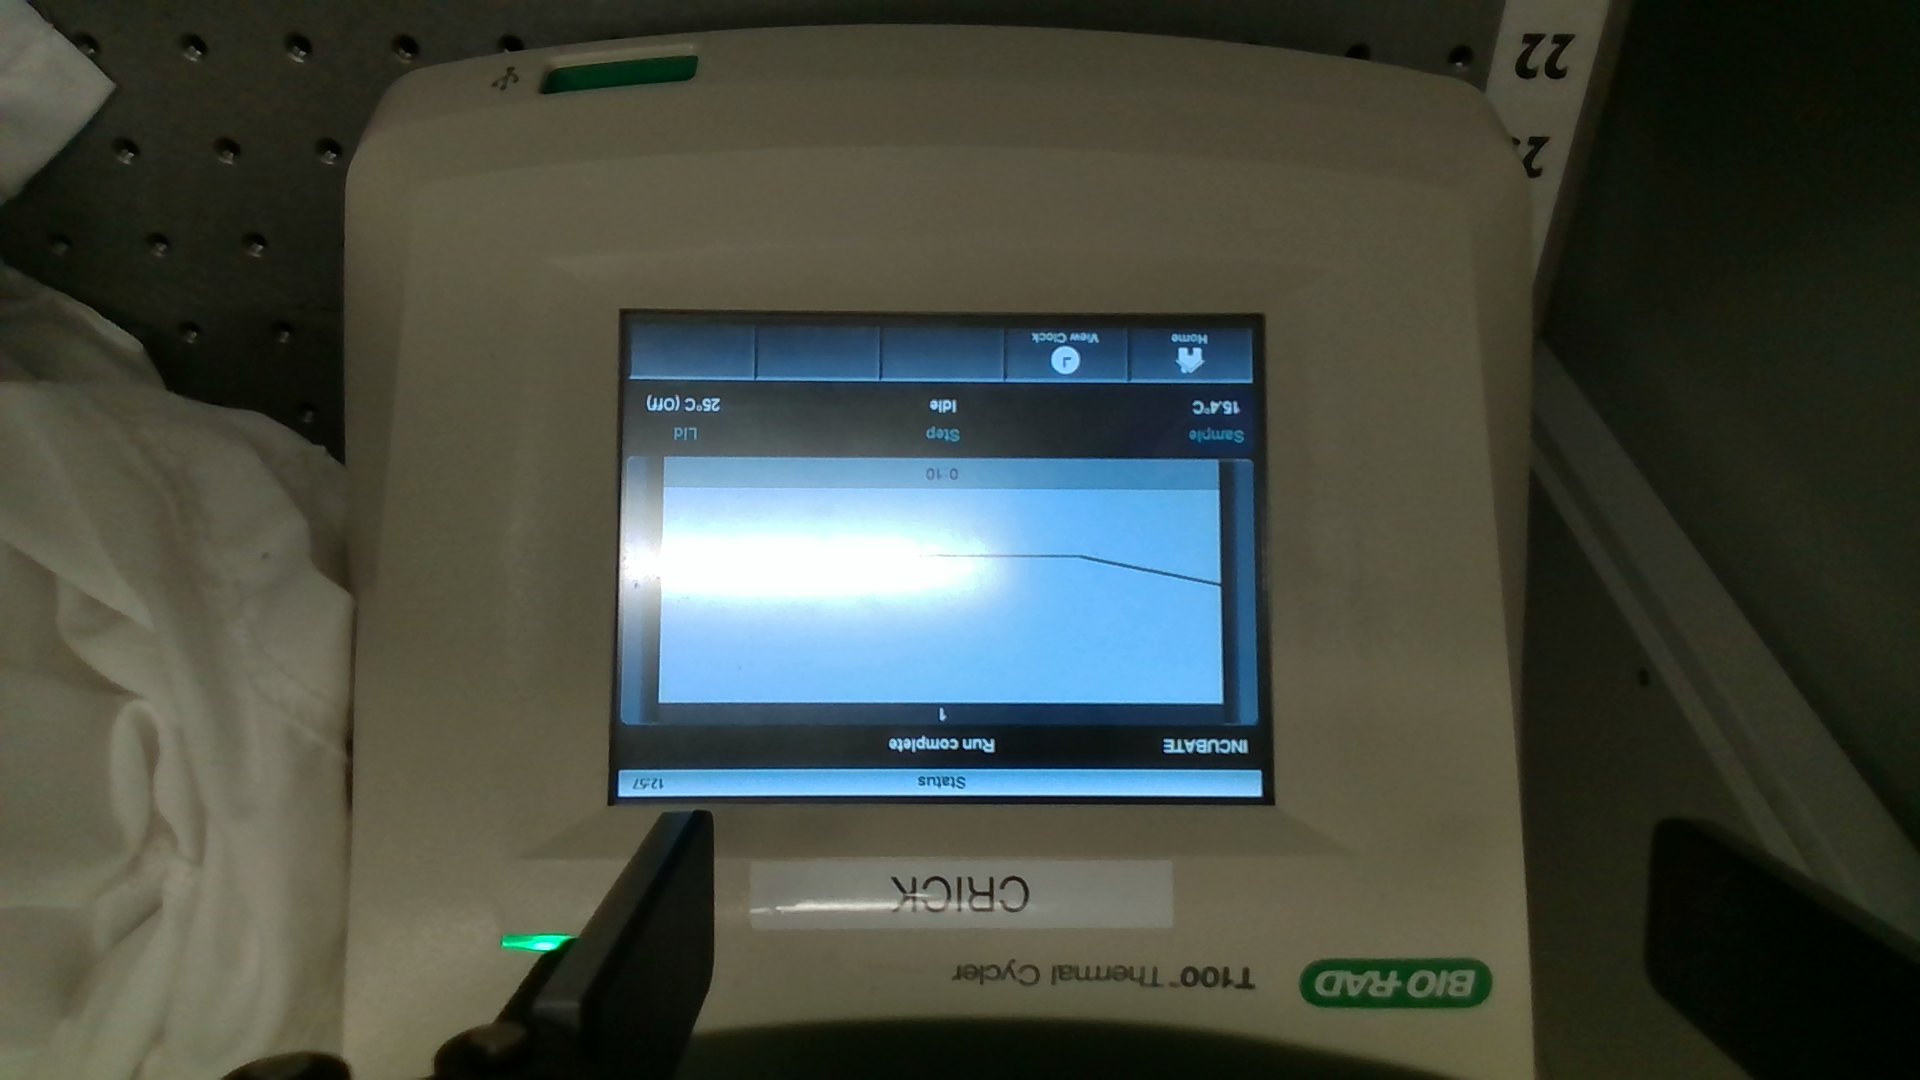 BIO-RAD T100™ Thermal Cycler
CRICK
Status 12:57
INCUBATE Run complete
1
0:10
Sample Step Lid
15.4°C Idle 25°C (Off)
Home View Clock
22